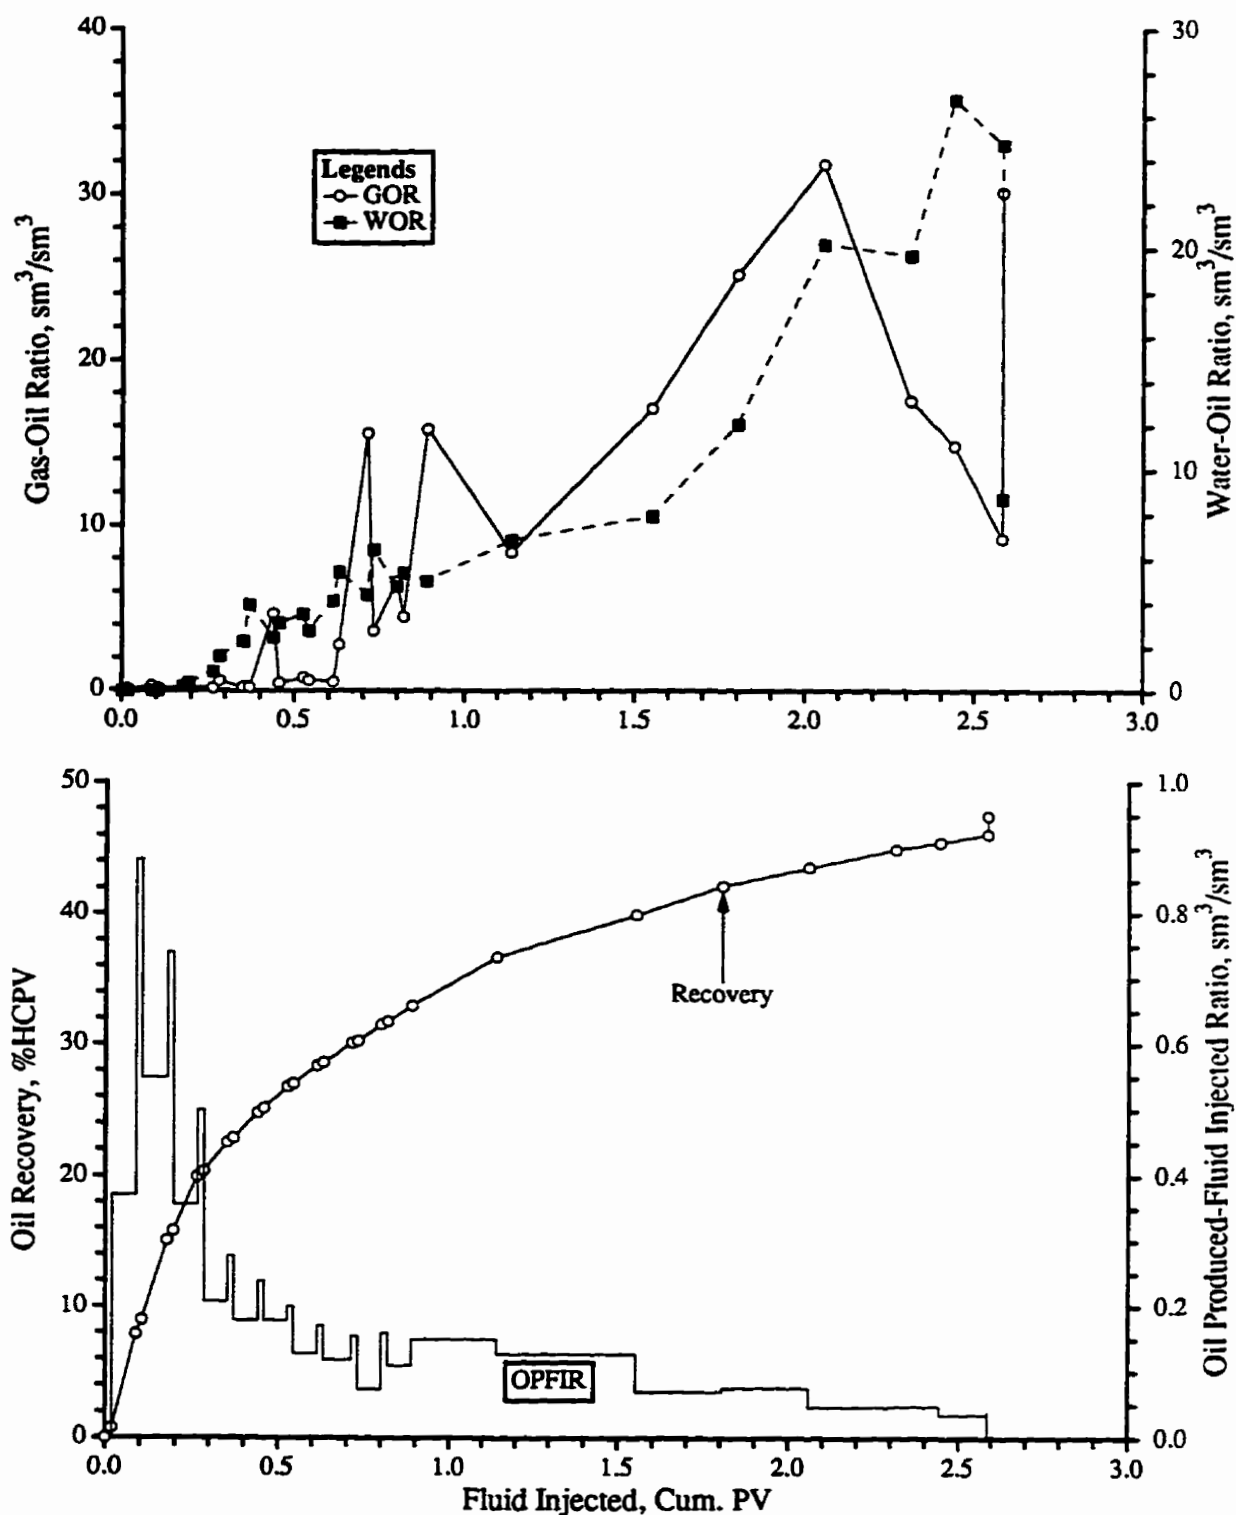 40
30
20
10
0
Gas-Oil Ratio, sm³/sm³
Legends
GOR
WOR
30
20
10
0
Water-Oil Ratio, sm³/sm³
0.0 0.5 1.0 1.5 2.0 2.5 3.0
50
40
30
20
10
0
Oil Recovery, %HCPV
Recovery
OPFIR
1.0
0.8
0.6
0.4
0.2
0.0
Oil Produced-Fluid Injected Ratio, sm³/sm³
0.0 0.5 1.0 1.5 2.0 2.5 3.0
Fluid Injected, Cum. PV